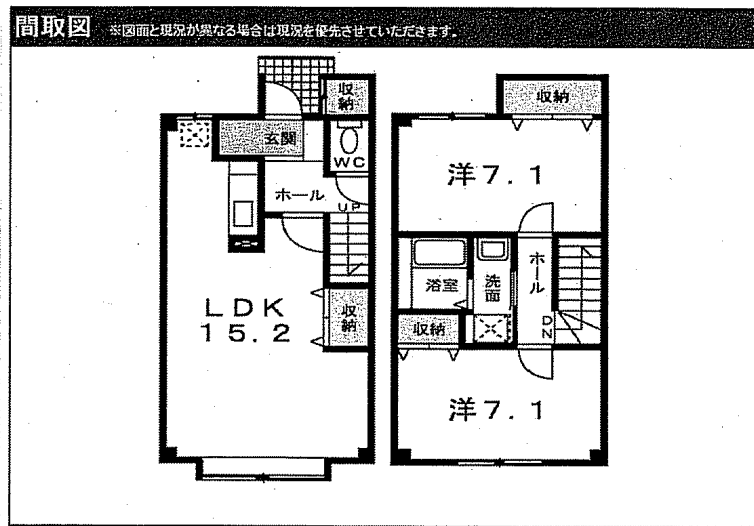 間取図 ※図面と現況が異なる場合は現況を優先させていただきます。
収納
玄関
WC
ホール
UP
LDK
15.2
収納
収納
洋7.1
浴室
洗面
ホール
収納
DN
洋7.1